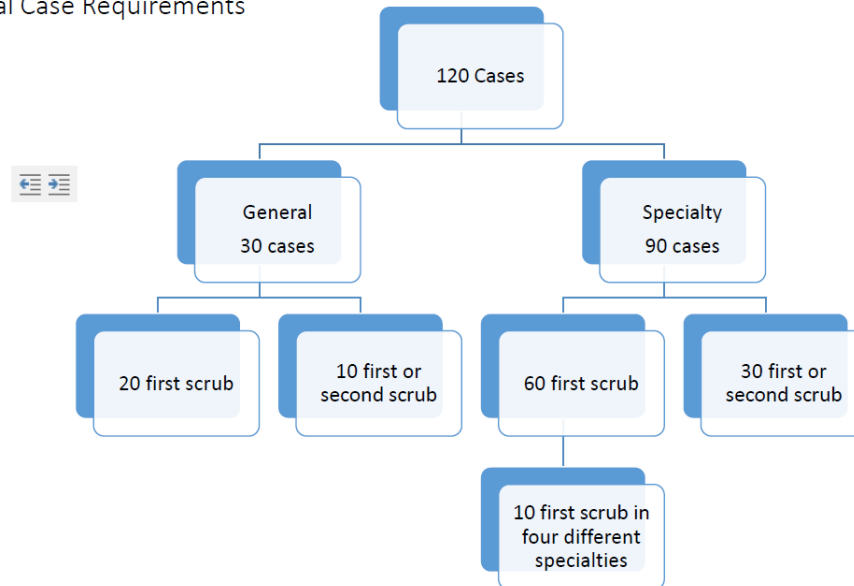 al Case Requirements
120 Cases
General
30 cases
Specialty
90 cases
20 first scrub
10 first or
second scrub
60 first scrub
30 first or
second scrub
10 first scrub in
four different
specialties